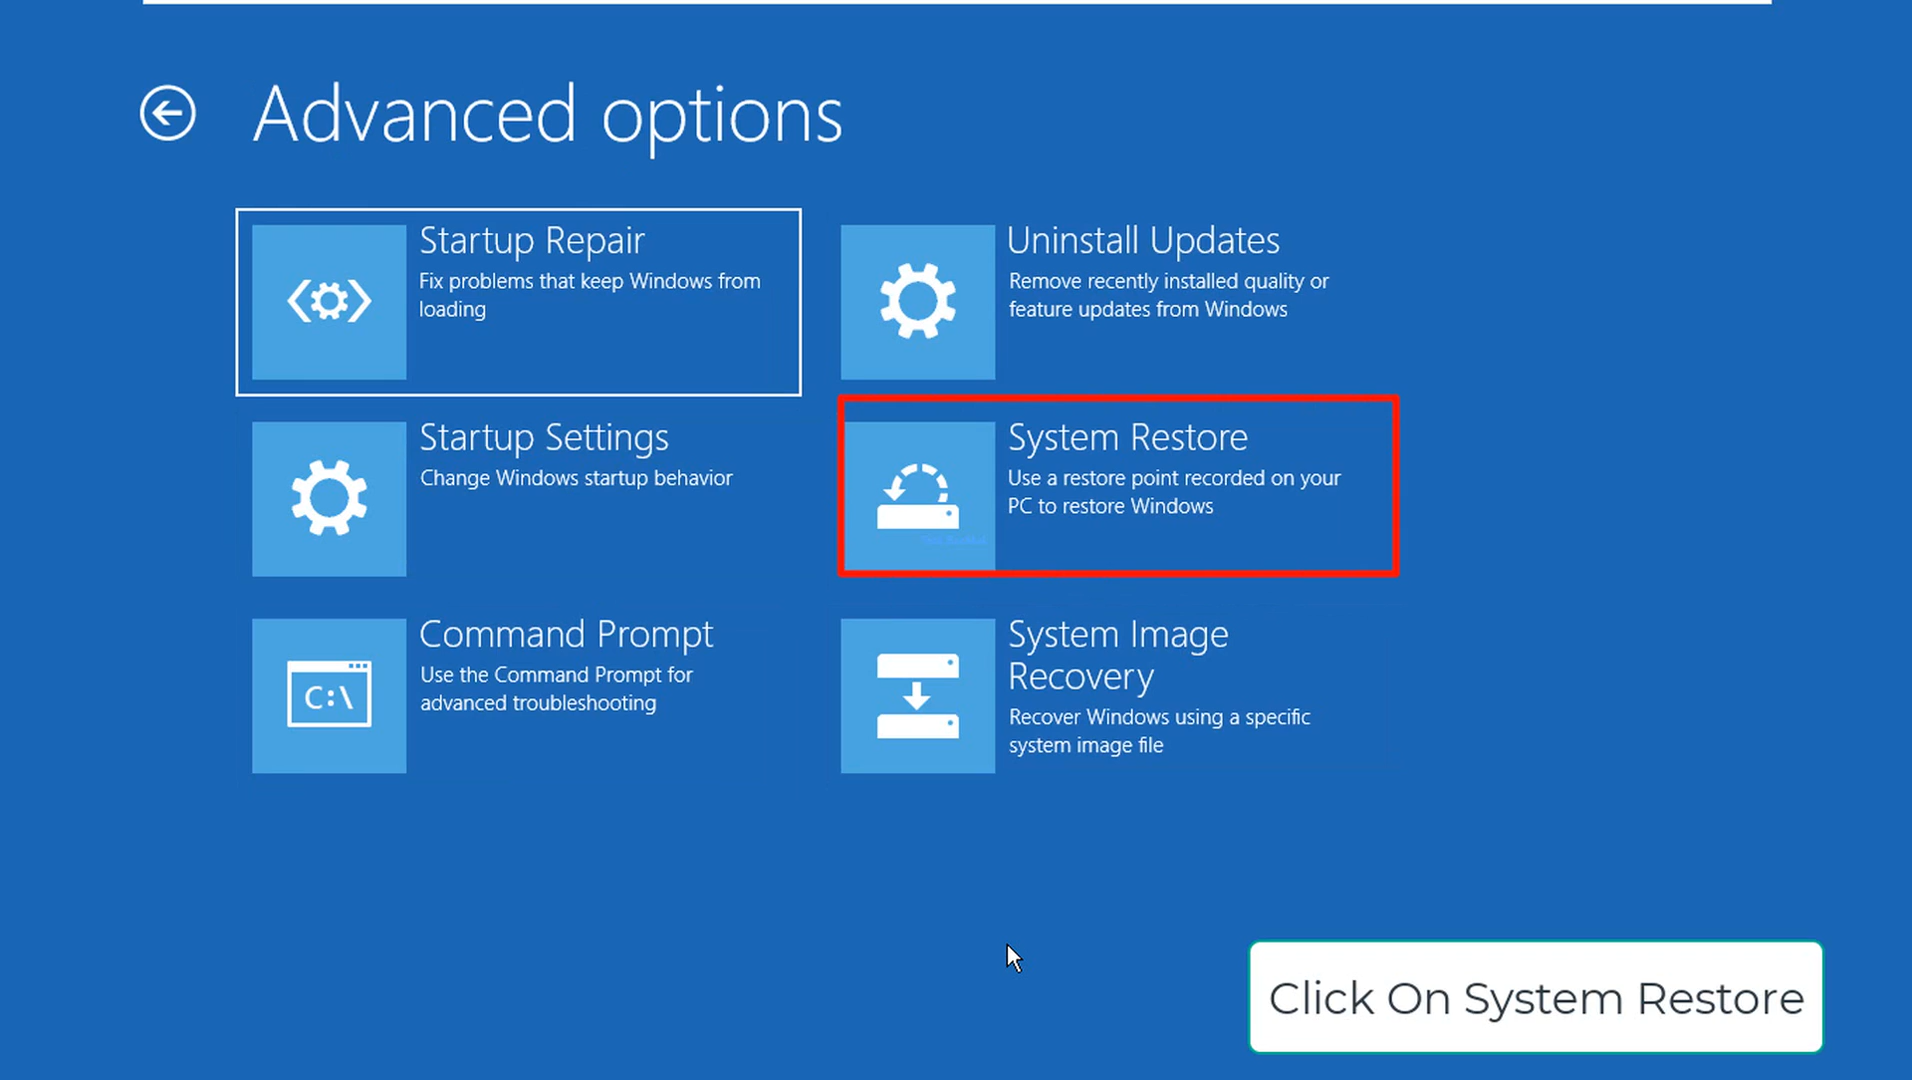 Advanced options
Startup Repair
Fix problems that keep Windows from
loading
Uninstall Updates
Remove recently installed quality or
feature updates from Windows
Startup Settings
Change Windows startup behavior
System Restore
Use a restore point recorded on your
PC to restore Windows
Command Prompt
Use the Command Prompt for
advanced troubleshooting
C:\
System Image
Recovery
Recover Windows using a specific
system image file
Click On System Restore